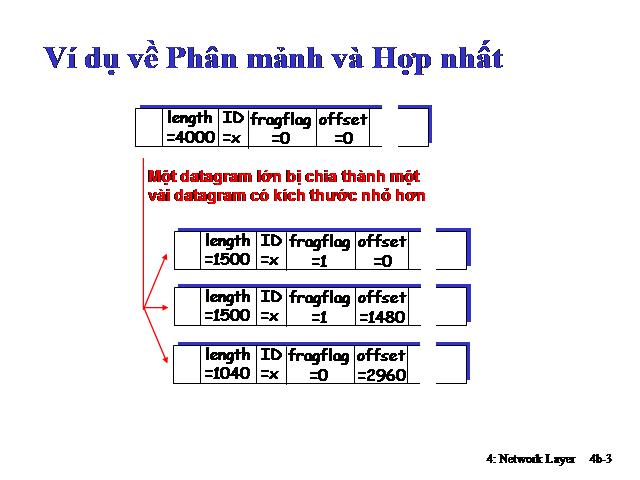 Ví dụ về Phân mảnh và Hợp nhất
length ID fragflag offset
=4000 =x =0 =0
Một datagram lớn bị chia thành một
vài datagram có kích thước nhỏ hơn
length ID fragflag offset
=1500 =x =1 =0
length ID fragflag offset
=1500 =x =1 =1480
length ID fragflag offset
=1040 =x =0 =2960
4: Network Layer 4b-3